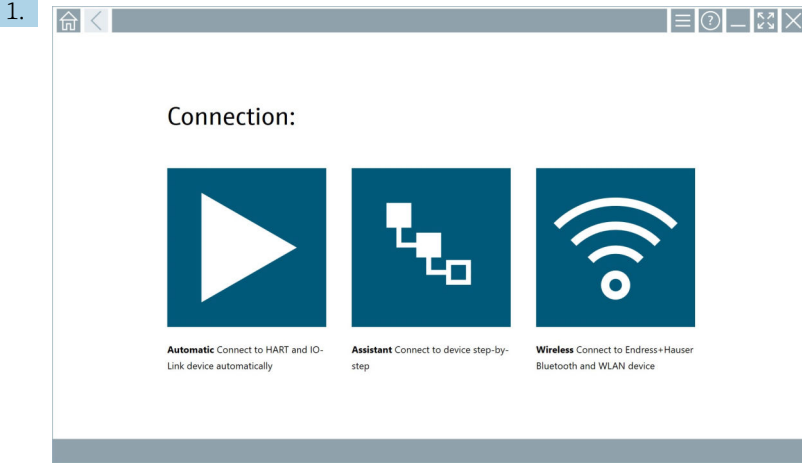 1.
Connection:
Automatic Connect to HART and IO-
Link device automatically
Assistant Connect to device step-by-
step
Wireless Connect to Endress+Hauser
Bluetooth and WLAN device